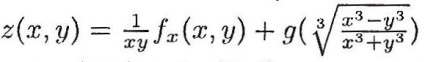 z(x, y) = \frac{1}{xy} f_x(x, y) + g(\sqrt[3]{\frac{x^3-y^3}{x^3+y^3}})